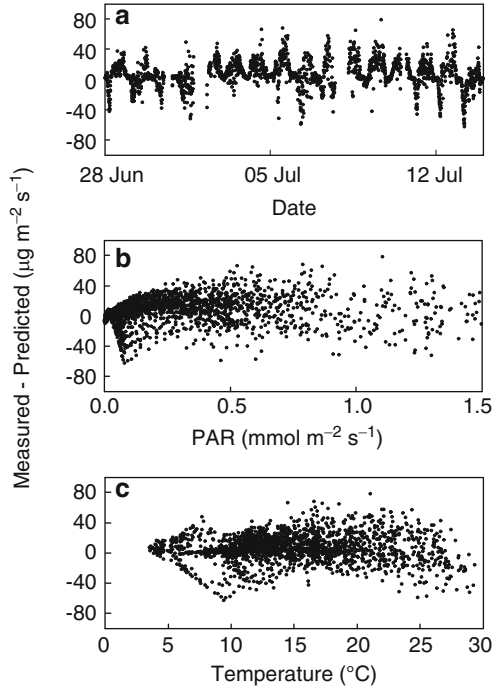 Measured - Predicted (µg m−2 s−1)
a
80
40
0
-40
-80
28 Jun
05 Jul
12 Jul
Date
b
80
40
0
-40
-80
0.0
0.5
1.0
1.5
PAR (mmol m−2 s−1)
c
80
40
0
-40
-80
0
5
10
15
20
25
30
Temperature (°C)